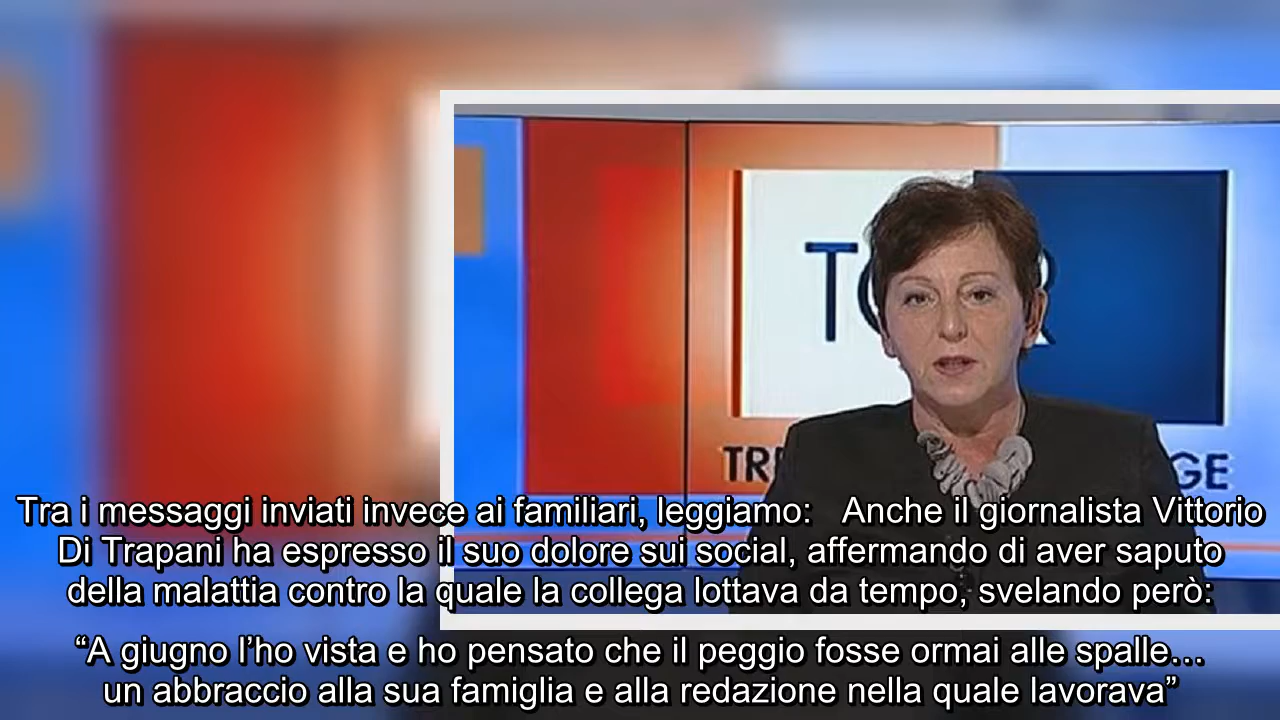 T
R
TR
GE
Tra i messaggi inviati invece ai familiari, leggiamo:   Anche il giornalista Vittorio
Di Trapani ha espresso il suo dolore sui social, affermando di aver saputo
della malattia contro la quale la collega lottava da tempo, svelando però:
“A giugno l’ho vista e ho pensato che il peggio fosse ormai alle spalle…
un abbraccio alla sua famiglia e alla redazione nella quale lavorava”